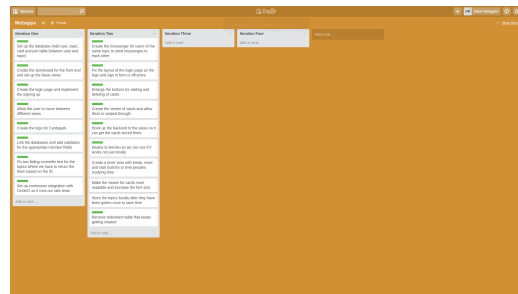 Boards
Trello
Webapps
Private
Iteration One
Set up the database (Add user, topic,
card and join table between user and
topic)
Create the storyboard for the front end
and set up the basic views
Create the login page and implement
the signing up
Allow the user to move between
different views
Create the logo for Cardspark
Link the databases and add validation
for the appropriate member fields
Fix two failing controller test for the
topics where we have to return the
them based on the ID
Set up continuous integration with
CircleCI so it runs out rails tests
Add a card...
Iteration Two
Create the messenger for users of the
same topic to send messages to
each other
Fix the layout of the login page as the
logo and sign in form is offcentre
Enlarge the buttons for adding and
deleting of cards
Create the viewer of cards and allow
them to swiped through
Hook up the backend to the views so it
can get the cards stored there
Deploy to Heroku so we can see it's
works not just locally
Create a timer view with break, reset
and start buttons to time peoples
studying time
Make the viewer for cards more
readable and increase the font size
Store the topics locally after they have
been gotten once to save time
Remove redundant table that keeps
getting created
Add a card...
Iteration Three
Add a card...
Iteration Four
Add a card...
Add a list...